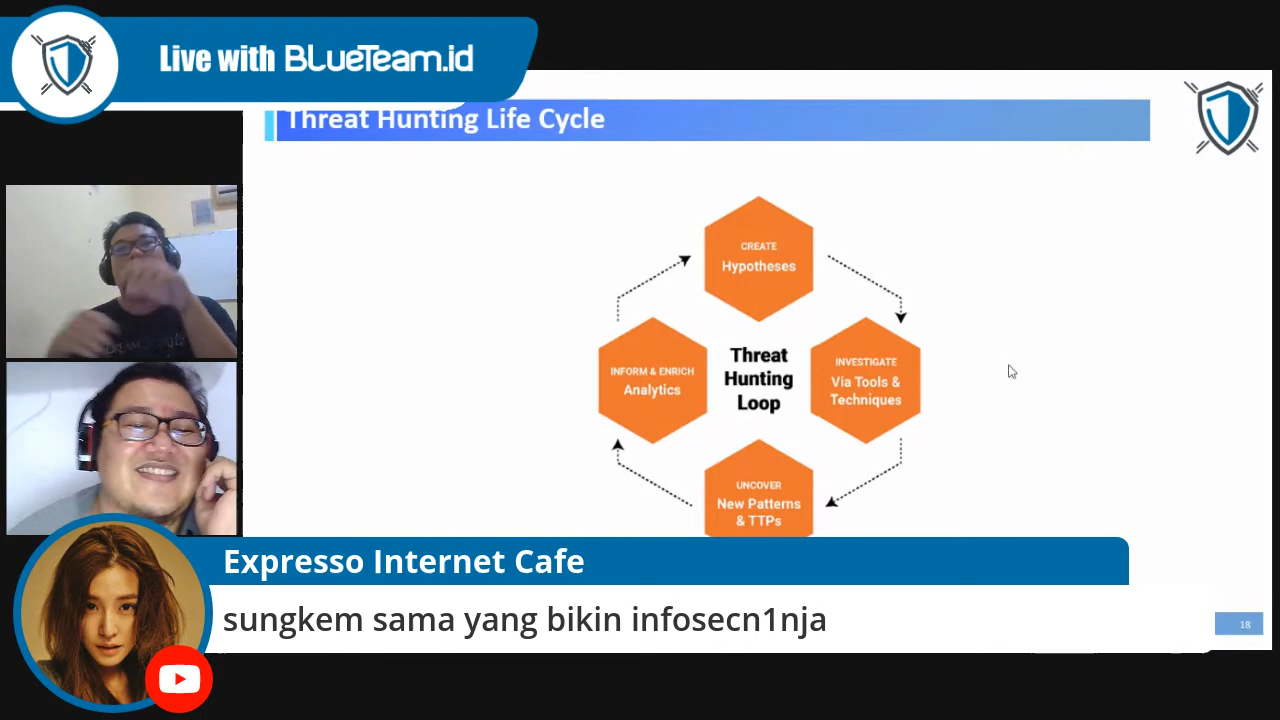 Live with BLUeTeam.id
Threat Hunting Life Cycle
CREATE
Hypotheses
INFORM & ENRICH
Analytics
Threat
Hunting
Loop
INVESTIGATE
Via Tools &
Techniques
UNCOVER
New Patterns
& TTPs
Expresso Internet Cafe
sungkem sama yang bikin infosecn1nja
18